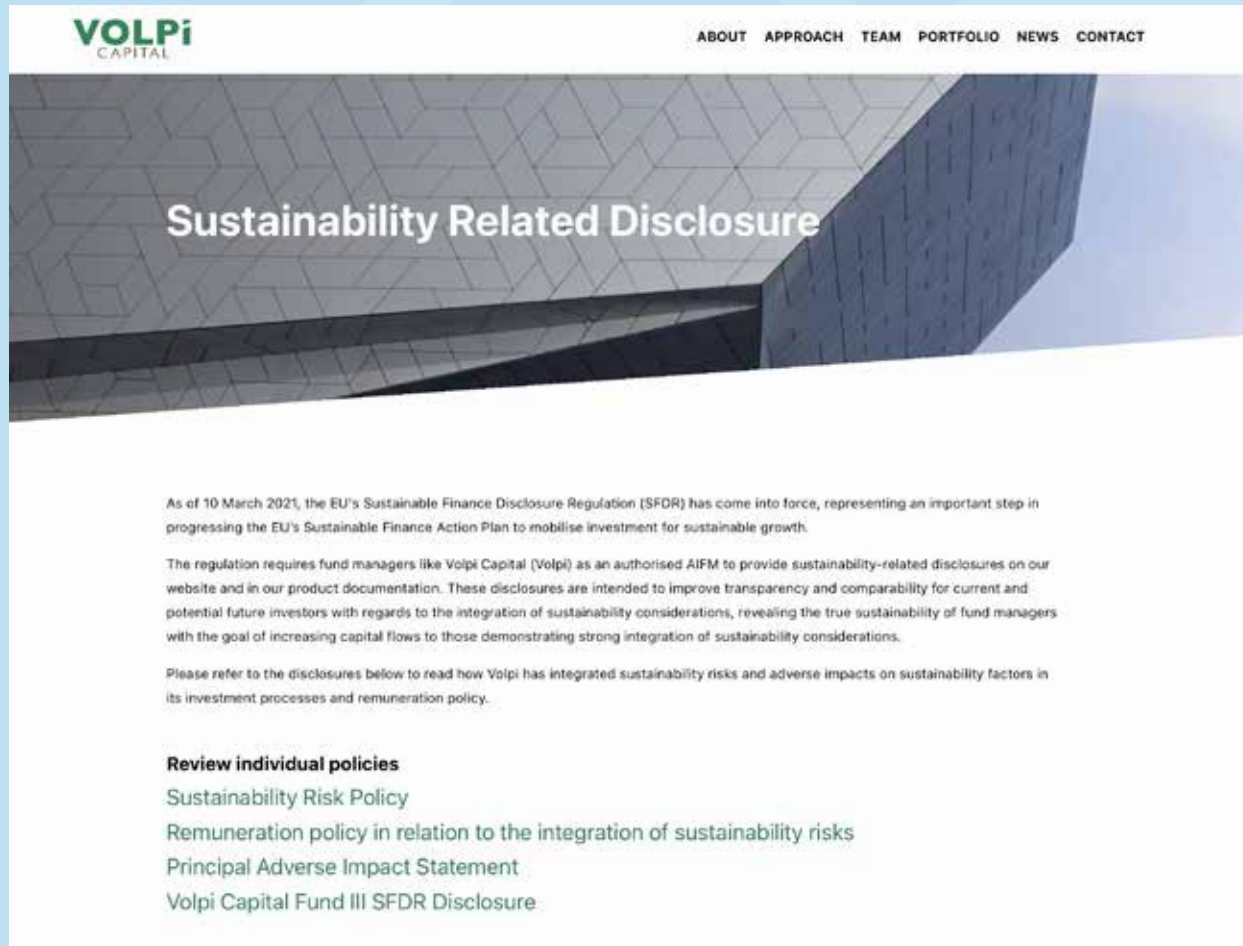 VOLPi
CAPITAL
ABOUT APPROACH TEAM PORTFOLIO NEWS CONTACT
Sustainability Related Disclosure
As of 10 March 2021, the EU's Sustainable Finance Disclosure Regulation (SFDR) has come into force, representing an important step in
progressing the EU's Sustainable Finance Action Plan to mobilise investment for sustainable growth.
The regulation requires fund managers like Volpi Capital (Volpi) as an authorised AIFM to provide sustainability-related disclosures on our
website and in our product documentation. These disclosures are intended to improve transparency and comparability for current and
potential future investors with regards to the integration of sustainability considerations, revealing the true sustainability of fund managers
with the goal of increasing capital flows to those demonstrating strong integration of sustainability considerations.
Please refer to the disclosures below to read how Volpi has integrated sustainability risks and adverse impacts on sustainability factors in
its investment processes and remuneration policy.
Review individual policies
Sustainability Risk Policy
Remuneration policy in relation to the integration of sustainability risks
Principal Adverse Impact Statement
Volpi Capital Fund III SFDR Disclosure